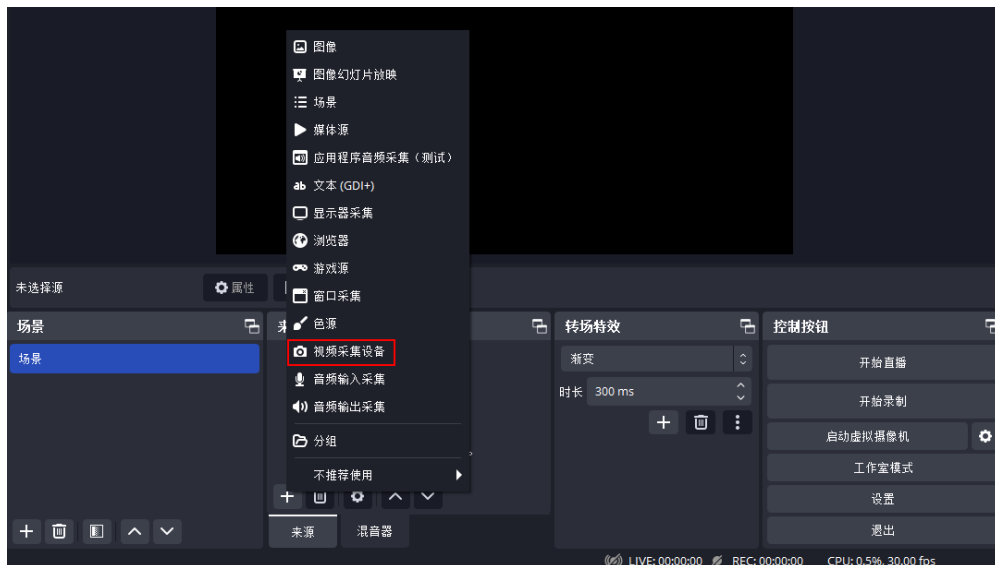 图像
图像幻灯片放映
场景
媒体源
应用程序音频采集（测试）
ab 文本 (GDI+)
显示器采集
浏览器
游戏源
窗口采集
色源
视频采集设备
音频输入采集
音频输出采集
分组
不推荐使用
未选择源
属性
场景
场景
来
来源
混音器
转场特效
渐变
时长 300 ms
控制按钮
开始直播
开始录制
启动虚拟摄像机
工作室模式
设置
退出
LIVE: 00:00:00 REC: 00:00:00 CPU: 0.5%, 30.00 fps